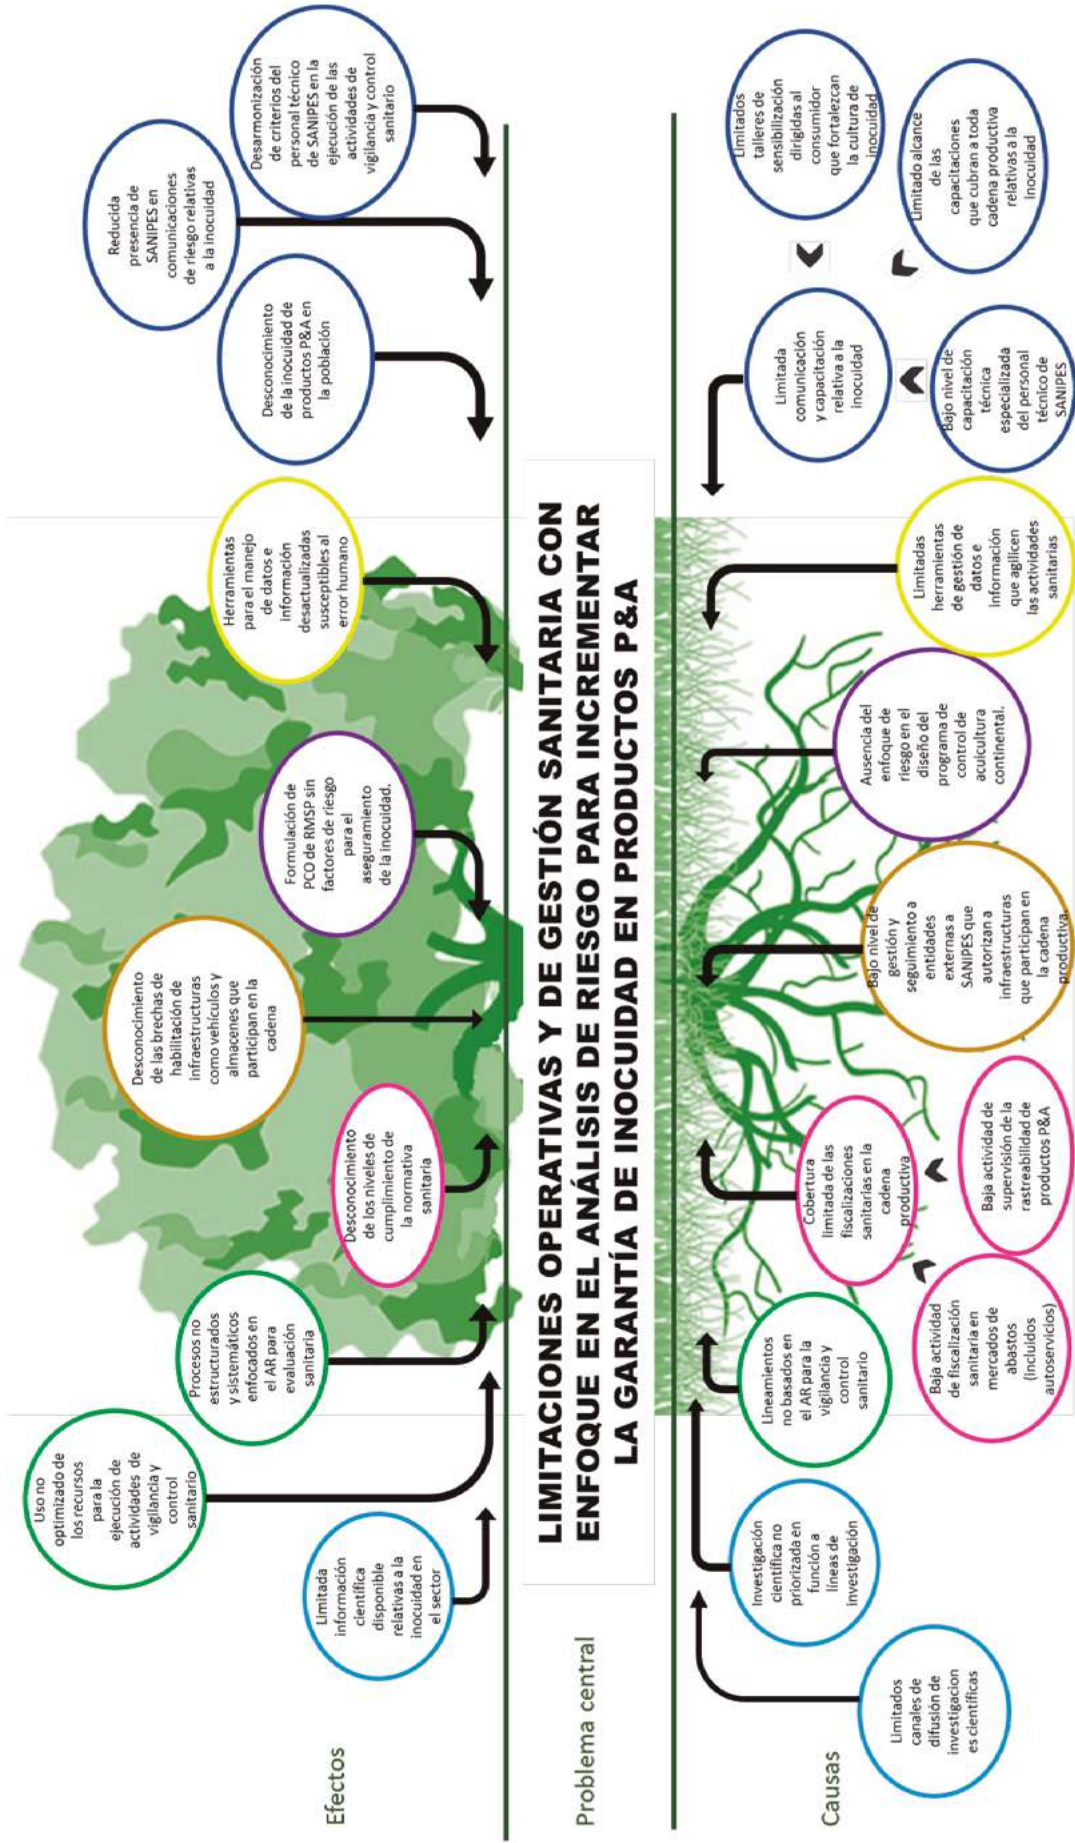 Efectos
Limitada
información
científica
disponible
relativas a la
inocuidad en
el sector
Uso no
optimizado de
los recursos
para la
ejecución de
actividades de
vigilancia y
control
sanitario
Procesos no
estructurados
y sistemáticos
enfocados en
el AR para
evaluación
sanitaria
Desconocimiento
de los niveles de
cumplimiento de
la normativa
sanitaria
Desconocimiento
de las brechas de
habilitación de
infraestructuras
como vehículos y
almacenes que
participan en la
cadena
Formulación de
PCO de RMSP sin
factores de riesgo
para el
aseguramiento
de la inocuidad.
Herramientas
para el manejo
de datos e
información
desactualizadas
susceptibles al
error humano
Desconocimiento
de la inocuidad de
productos P&A en
la población
Reducida
presencia de
SANIPES en
comunicaciones
de riesgo relativas
a la inocuidad
Desarmonización
de criterios del
personal técnico
de SANIPES en la
ejecución de las
actividades de
vigilancia y control
sanitario
Problema central
LIMITACIONES OPERATIVAS Y DE GESTIÓN SANITARIA CON
ENFOQUE EN EL ANÁLISIS DE RIESGO PARA INCREMENTAR
LA GARANTÍA DE INOCUIDAD EN PRODUCTOS P&A
Causas
Limitados
canales de
difusión de
investigacion
es científicas
Investigación
científica no
priorizada en
función a
líneas de
investigación
Lineamientos
no basados en
el AR para la
vigilancia y
control
sanitario
Baja actividad
de fiscalización
sanitaria en
mercados de
abastos
(incluidos
autoservicios)
Cobertura
limitada de las
fiscalizaciones
sanitarias en la
cadena
productiva
Baja actividad de
supervisión de la
rastreabilidad de
productos P&A
Bajo nivel de
gestión y
seguimiento a
entidades
externas a
SANIPES que
autorizan a
infraestructuras
que participan en
la cadena
productiva.
Ausencia del
enfoque de
riesgo en el
diseño del
programa de
control de
acuicultura
continental.
Limitadas
herramientas
de gestión de
datos e
Información
que agilicen
las actividades
sanitarias
Limitada
comunicación
y capacitación
relativa a la
Inocuidad
Bajo nivel de
capacitación
técnica
especializada
del personal
técnico de
SANIPES
Limitados
talleres de
sensibilización
dirigidas al
consumidor
que fortalezcan
la cultura de
inocuidad
Limitado alcance
de las
capacitaciones
que cubran a toda
cadena productiva
relativas a la
Inocuidad